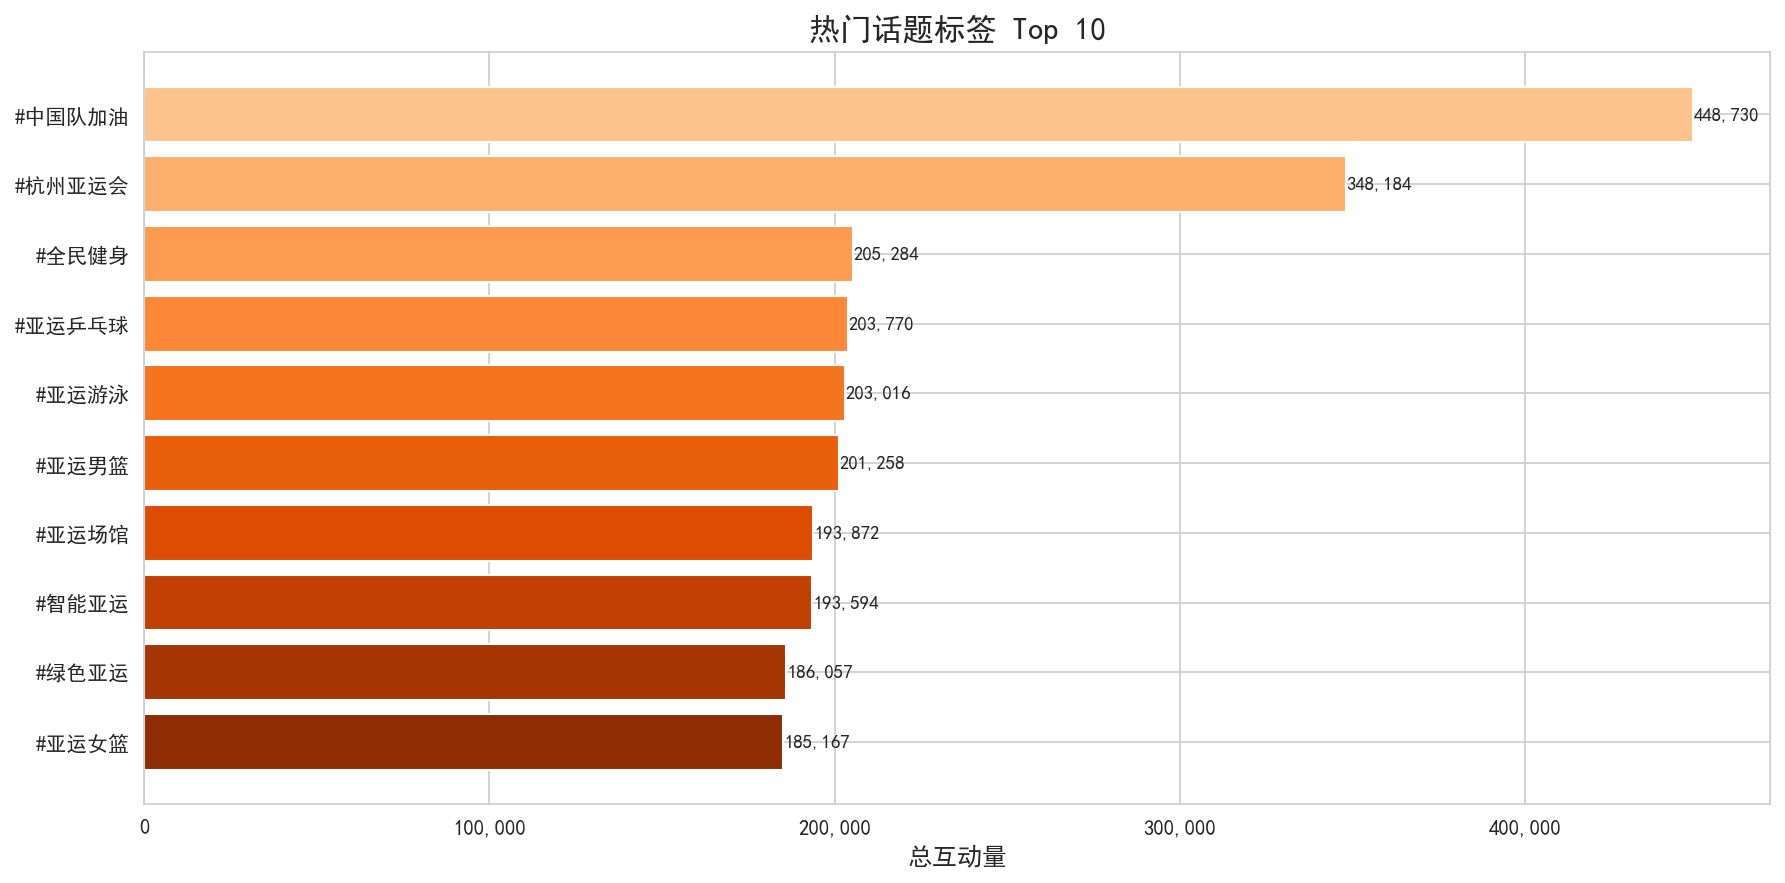 热门话题标签 Top 10
#中国队加油 448,730
#杭州亚运会 348,184
#全民健身 205,284
#亚运乒乓球 203,770
#亚运游泳 203,016
#亚运男篮 201,258
#亚运场馆 193,872
#智能亚运 193,594
#绿色亚运 186,057
#亚运女篮 185,167
0 100,000 200,000 300,000 400,000
总互动量